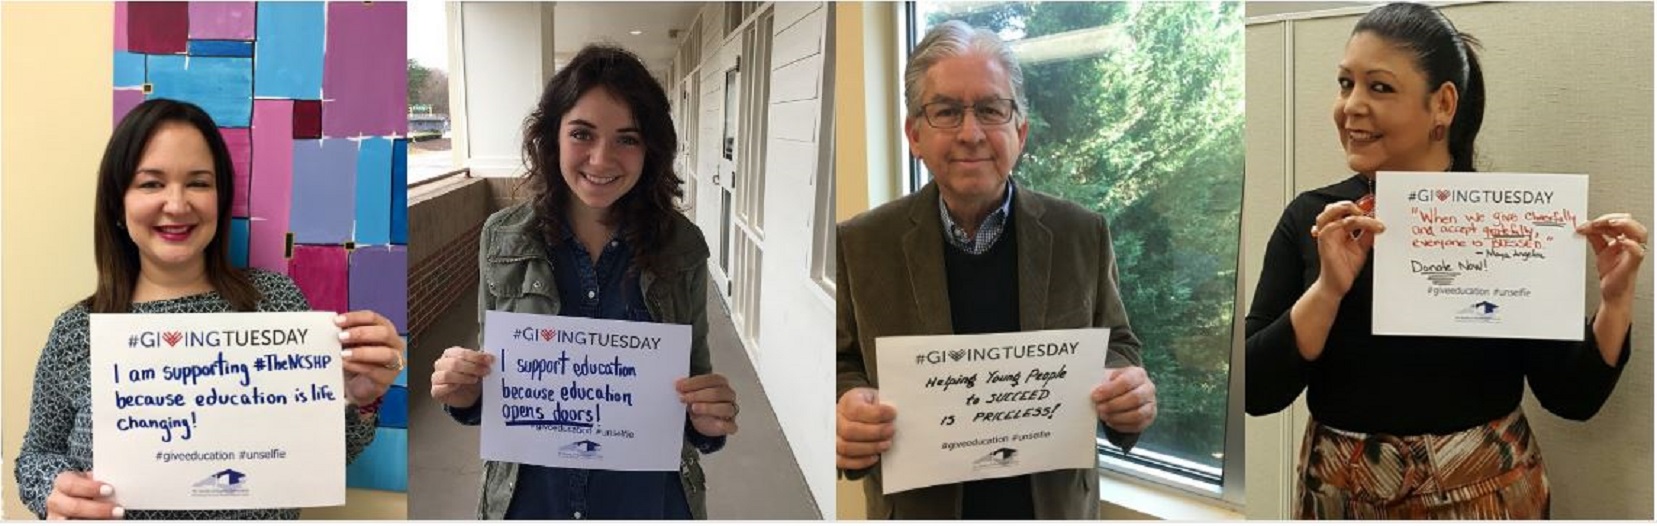 #GIVINGTUESDAY
I am supporting #TheNCSHP
because education is life
changing!
#giveeducation #unselfie
#GIVINGTUESDAY
I support education
because education
opens doors!
#giveeducation #unselfie
#GIVINGTUESDAY
Helping Young People
to SUCCEED
IS PRICELESS!
#giveeducation #unselfie
#GIVINGTUESDAY
"When we give cheerfully
and accept gratefully,
everyone is BLESSED."
- Maya Angelou
Donate Now!
#giveeducation #unselfie